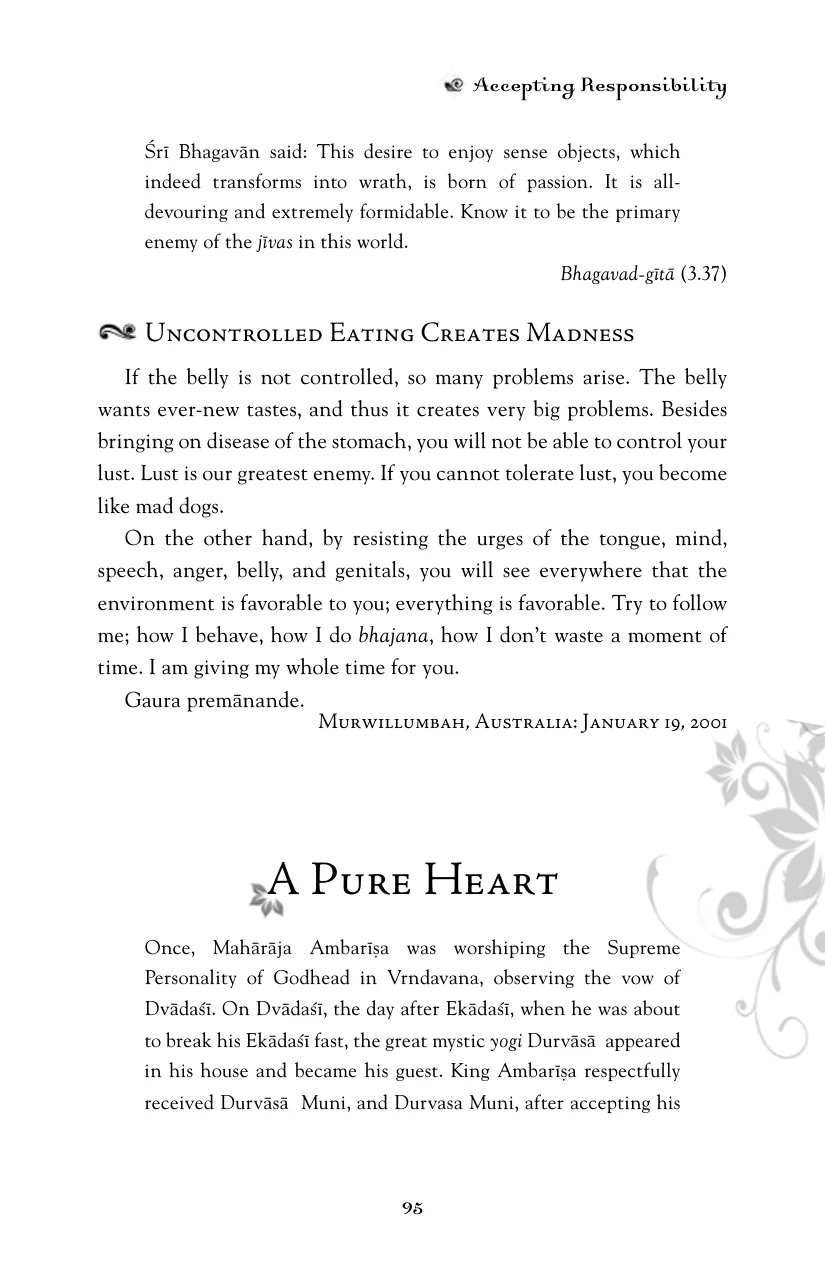 Accepting Responsibility
Śrī Bhagavān said: This desire to enjoy sense objects, which
indeed transforms into wrath, is born of passion. It is all-
devouring and extremely formidable. Know it to be the primary
enemy of the jīvas in this world.
Bhagavad-gītā (3.37)
Uncontrolled Eating Creates Madness
If the belly is not controlled, so many problems arise. The belly
wants ever-new tastes, and thus it creates very big problems. Besides
bringing on disease of the stomach, you will not be able to control your
lust. Lust is our greatest enemy. If you cannot tolerate lust, you become
like mad dogs.
On the other hand, by resisting the urges of the tongue, mind,
speech, anger, belly, and genitals, you will see everywhere that the
environment is favorable to you; everything is favorable. Try to follow
me; how I behave, how I do bhajana, how I don't waste a moment of
time. I am giving my whole time for you.
Gaura premānande.
Murwillumbah, Australia: January 19, 2001
A Pure Heart
Once, Mahārāja Ambarīṣa was worshiping the Supreme
Personality of Godhead in Vrndavana, observing the vow of
Dvādaśī. On Dvādaśī, the day after Ekādaśī, when he was about
to break his Ekādaśī fast, the great mystic yogi Durvāsā appeared
in his house and became his guest. King Ambarīṣa respectfully
received Durvāsā Muni, and Durvasa Muni, after accepting his
95